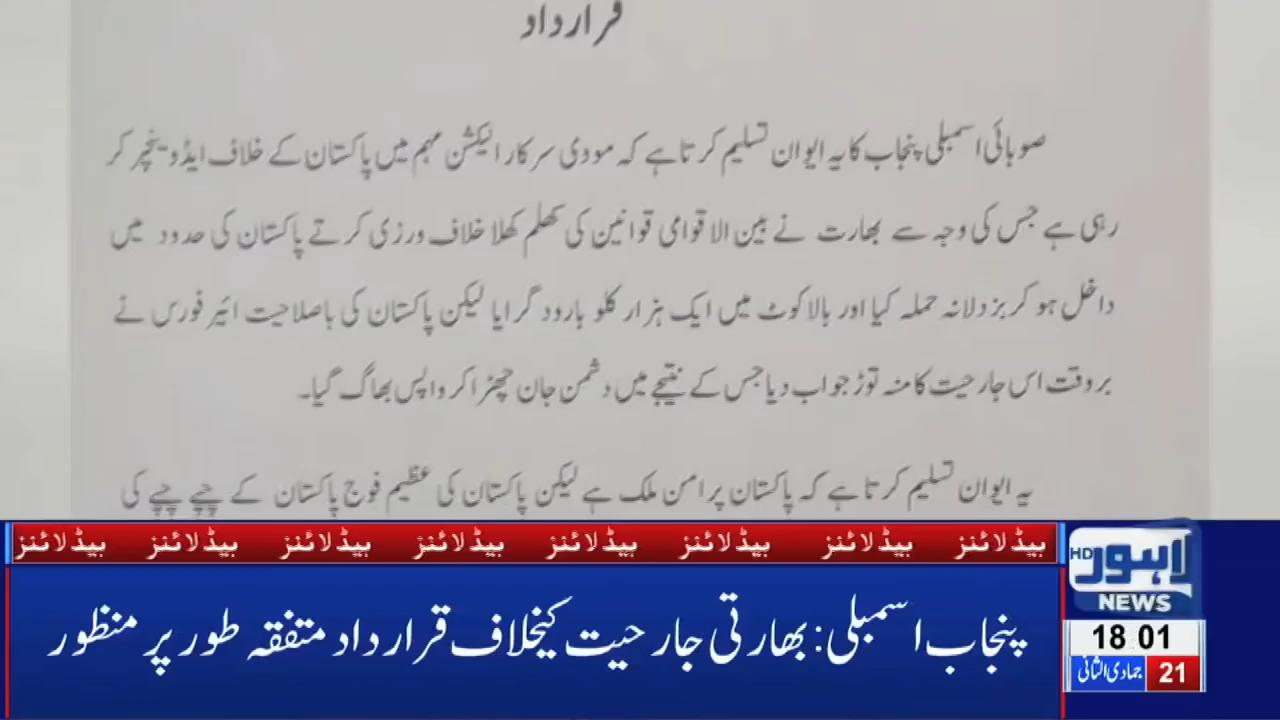 قرارداد
صوبائی اسمبلی پنجاب کا یہ ایوان تسلیم کرتا ہے کہ مودی سرکار الیکشن مہم میں پاکستان کے خلاف ایڈونچر کر
رہی ہے جس کی وجہ سے بھارت نے بین الاقوامی قوانین کی کھلم کھلا خلاف ورزی کرتے پاکستان کی حدود میں
داخل ہو کر بزدلانہ حملہ کیا اور بالاکوٹ میں ایک ہزار کلو بارود گرایا لیکن پاکستان کی باصلاحیت ائیر فورس نے
بروقت اس جارحیت کا منہ توڑ جواب دیا جس کے نتیجے میں دشمن جان چھڑا کر واپس بھاگ گیا۔
یہ ایوان تسلیم کرتا ہے کہ پاکستان پرامن ملک ہے لیکن پاکستان کی عظیم فوج پاکستان کے چپے چپے کی
ہیڈلائنز ہیڈلائنز ہیڈلائنز ہیڈلائنز ہیڈلائنز ہیڈلائنز ہیڈلائنز ہیڈلائنز
پنجاب اسمبلی: بھارتی جارحیت کیخلاف قرارداد متفقہ طور پر منظور
لاہور HD
NEWS
18 01
21 جمادی الثانی